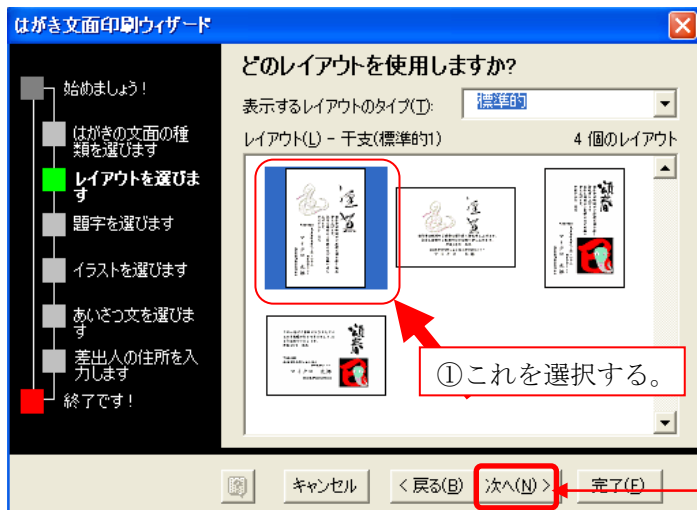 はがき文面印刷ウィザード
始めましょう!
はがきの文面の種
類を選びます
レイアウトを選びま
す
題字を選びます
イラストを選びます
あいさつ文を選びま
す
差出人の住所を入
力します
終了です!
どのレイアウトを使用しますか?
表示するレイアウトのタイプ(T): 標準的
レイアウト(L) - 干支(標準的1) 4 個のレイアウト
①これを選択する。
キャンセル < 戻る(B) 次へ(N) > 完了(F)